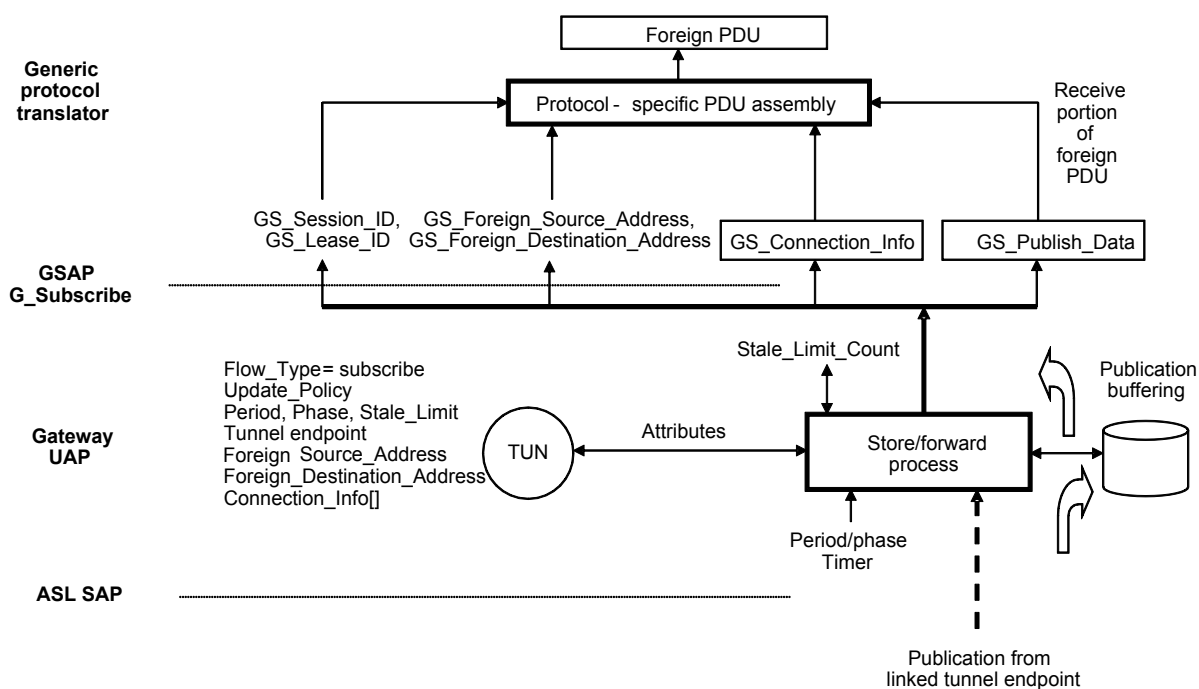 Foreign PDU
Generic
protocol
translator
Protocol - specific PDU assembly
Receive
portion
of
foreign
PDU
GS_Session_ID,
GS_Lease_ID
GS_Foreign_Source_Address,
GS_Foreign_Destination_Address
GS_Connection_Info
GS_Publish_Data
GSAP
G_Subscribe
Stale_Limit_Count
Flow_Type= subscribe
Update_Policy
Period, Phase, Stale_Limit
Tunnel endpoint
Foreign Source_Address
Foreign_Destination_Address
Connection_Info[]
Publication
buffering
Gateway
UAP
TUN
Attributes
Store/forward
process
Period/phase
Timer
ASL SAP
Publication from
linked tunnel endpoint